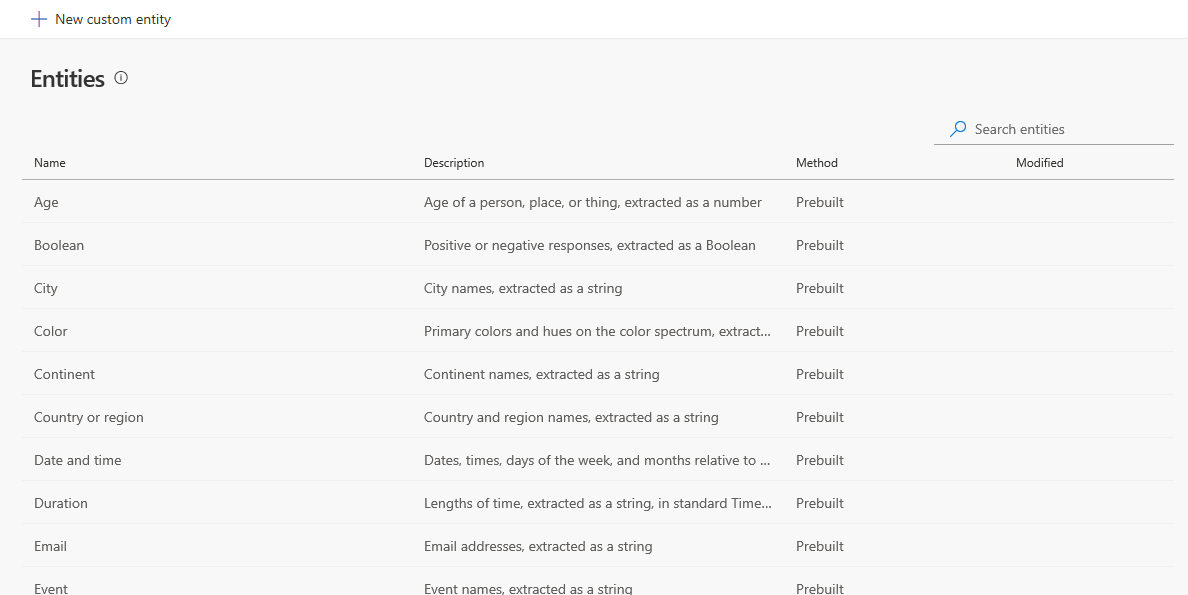 New custom entity
Entities
Search entities
Name Description Method Modified
Age Age of a person, place, or thing, extracted as a number Prebuilt
Boolean Positive or negative responses, extracted as a Boolean Prebuilt
City City names, extracted as a string Prebuilt
Color Primary colors and hues on the color spectrum, extract... Prebuilt
Continent Continent names, extracted as a string Prebuilt
Country or region Country and region names, extracted as a string Prebuilt
Date and time Dates, times, days of the week, and months relative to ... Prebuilt
Duration Lengths of time, extracted as a string, in standard Time... Prebuilt
Email Email addresses, extracted as a string Prebuilt
Event Event names, extracted as a string Prebuilt